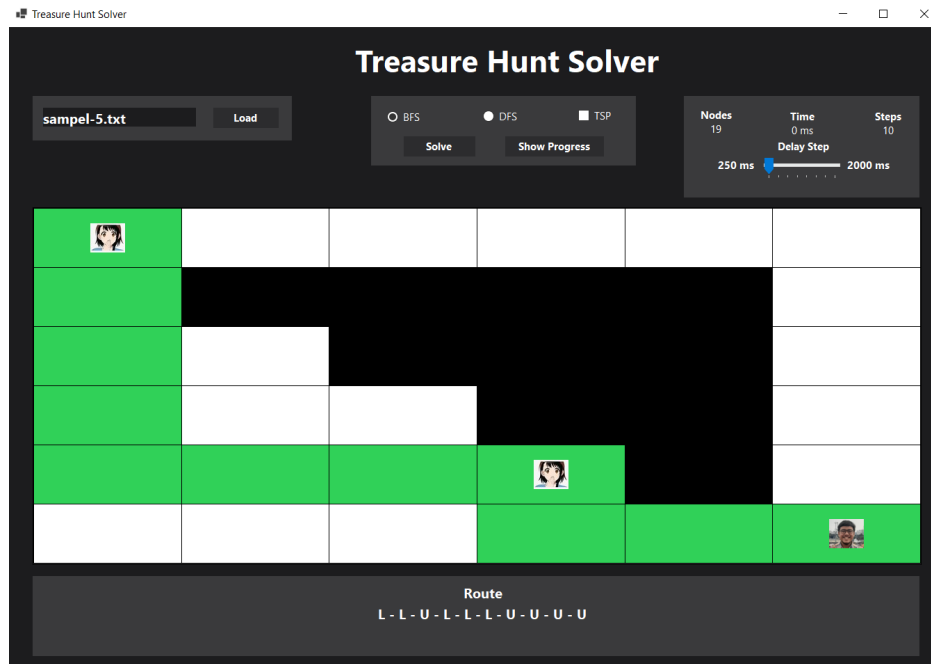 Treasure Hunt Solver
Treasure Hunt Solver
sampel-5.txt Load
BFS DFS TSP
Solve Show Progress
Nodes Time Steps
19 0 ms 10
Delay Step
250 ms 2000 ms
Route
L - L - U - L - L - L - U - U - U - U